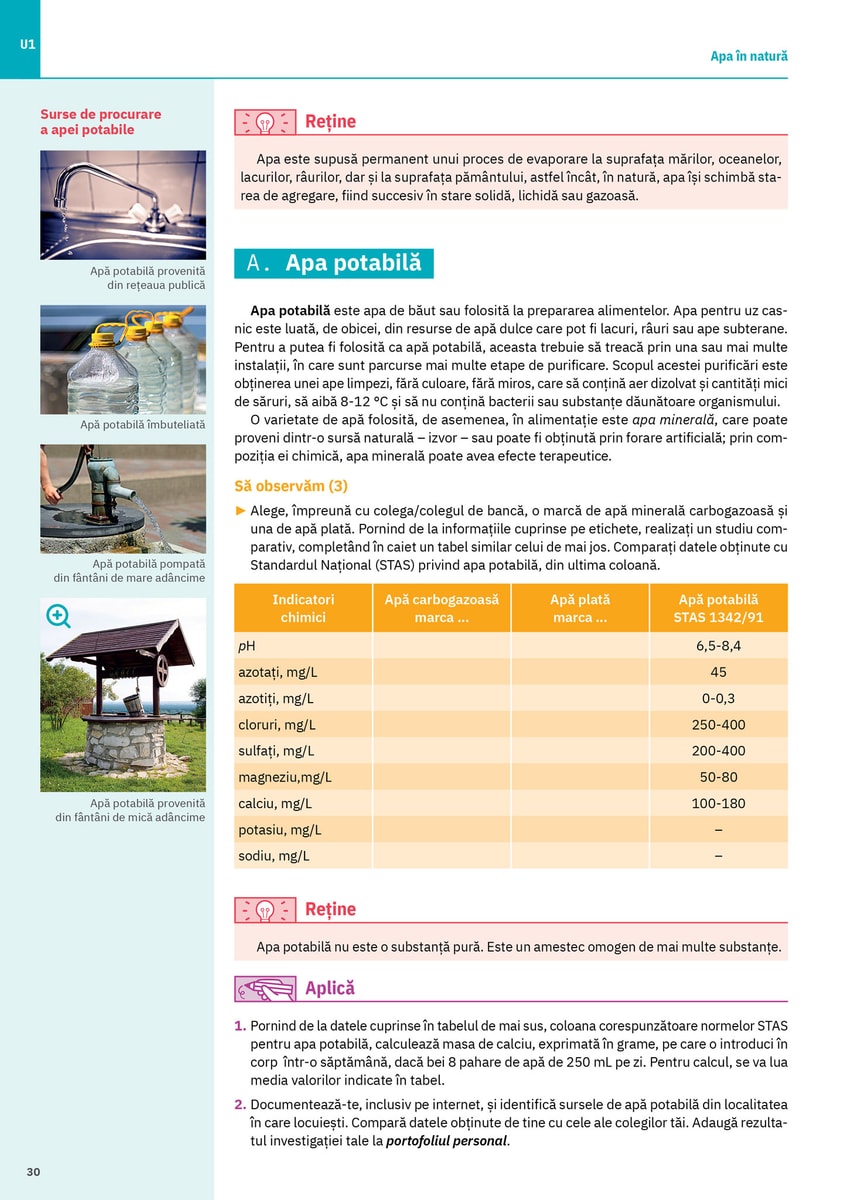 U1
Apa în natură
Surse de procurare
a apei potabile
Apă potabilă provenită
din rețeaua publică
Apă potabilă îmbuteliată
Apă potabilă pompată
din fântâni de mare adâncime
Apă potabilă provenită
din fântâni de mică adâncime
Reține
Apa este supusă permanent unui proces de evaporare la suprafața mărilor, oceanelor,
lacurilor, râurilor, dar și la suprafața pământului, astfel încât, în natură, apa își schimbă sta-
rea de agregare, fiind succesiv în stare solidă, lichidă sau gazoasă.
A. Apa potabilă
Apa potabilă este apa de băut sau folosită la prepararea alimentelor. Apa pentru uz cas-
nic este luată, de obicei, din resurse de apă dulce care pot fi lacuri, râuri sau ape subterane.
Pentru a putea fi folosită ca apă potabilă, aceasta trebuie să treacă prin una sau mai multe
instalații, în care sunt parcurse mai multe etape de purificare. Scopul acestei purificări este
obținerea unei ape limpezi, fără culoare, fără miros, care să conțină aer dizolvat și cantități mici
de săruri, să aibă 8-12 °C și să nu conțină bacterii sau substanțe dăunătoare organismului.
O varietate de apă folosită, de asemenea, în alimentație este apa minerală, care poate
proveni dintr-o sursă naturală – izvor – sau poate fi obținută prin forare artificială; prin com-
poziția ei chimică, apa minerală poate avea efecte terapeutice.
Să observăm (3)
► Alege, împreună cu colega/colegul de bancă, o marcă de apă minerală carbogazoasă și
una de apă plată. Pornind de la informațiile cuprinse pe etichete, realizați un studiu com-
parativ, completând în caiet un tabel similar celui de mai jos. Comparați datele obținute cu
Standardul Național (STAS) privind apa potabilă, din ultima coloană.
Indicatori chimici Apă carbogazoasă marca ... Apă plată marca ... Apă potabilă STAS 1342/91
pH 6,5-8,4
azotați, mg/L 45
azotiți, mg/L 0-0,3
cloruri, mg/L 250-400
sulfați, mg/L 200-400
magneziu,mg/L 50-80
calciu, mg/L 100-180
potasiu, mg/L –
sodiu, mg/L –
Reține
Apa potabilă nu este o substanță pură. Este un amestec omogen de mai multe substanțe.
Aplică
1. Pornind de la datele cuprinse în tabelul de mai sus, coloana corespunzătoare normelor STAS
pentru apa potabilă, calculează masa de calciu, exprimată în grame, pe care o introduci în
corp într-o săptămână, dacă bei 8 pahare de apă de 250 mL pe zi. Pentru calcul, se va lua
media valorilor indicate în tabel.
2. Documentează-te, inclusiv pe internet, și identifică sursele de apă potabilă din localitatea
în care locuiești. Compară datele obținute de tine cu cele ale colegilor tăi. Adaugă rezulta-
tul investigației tale la portofoliul personal.
30